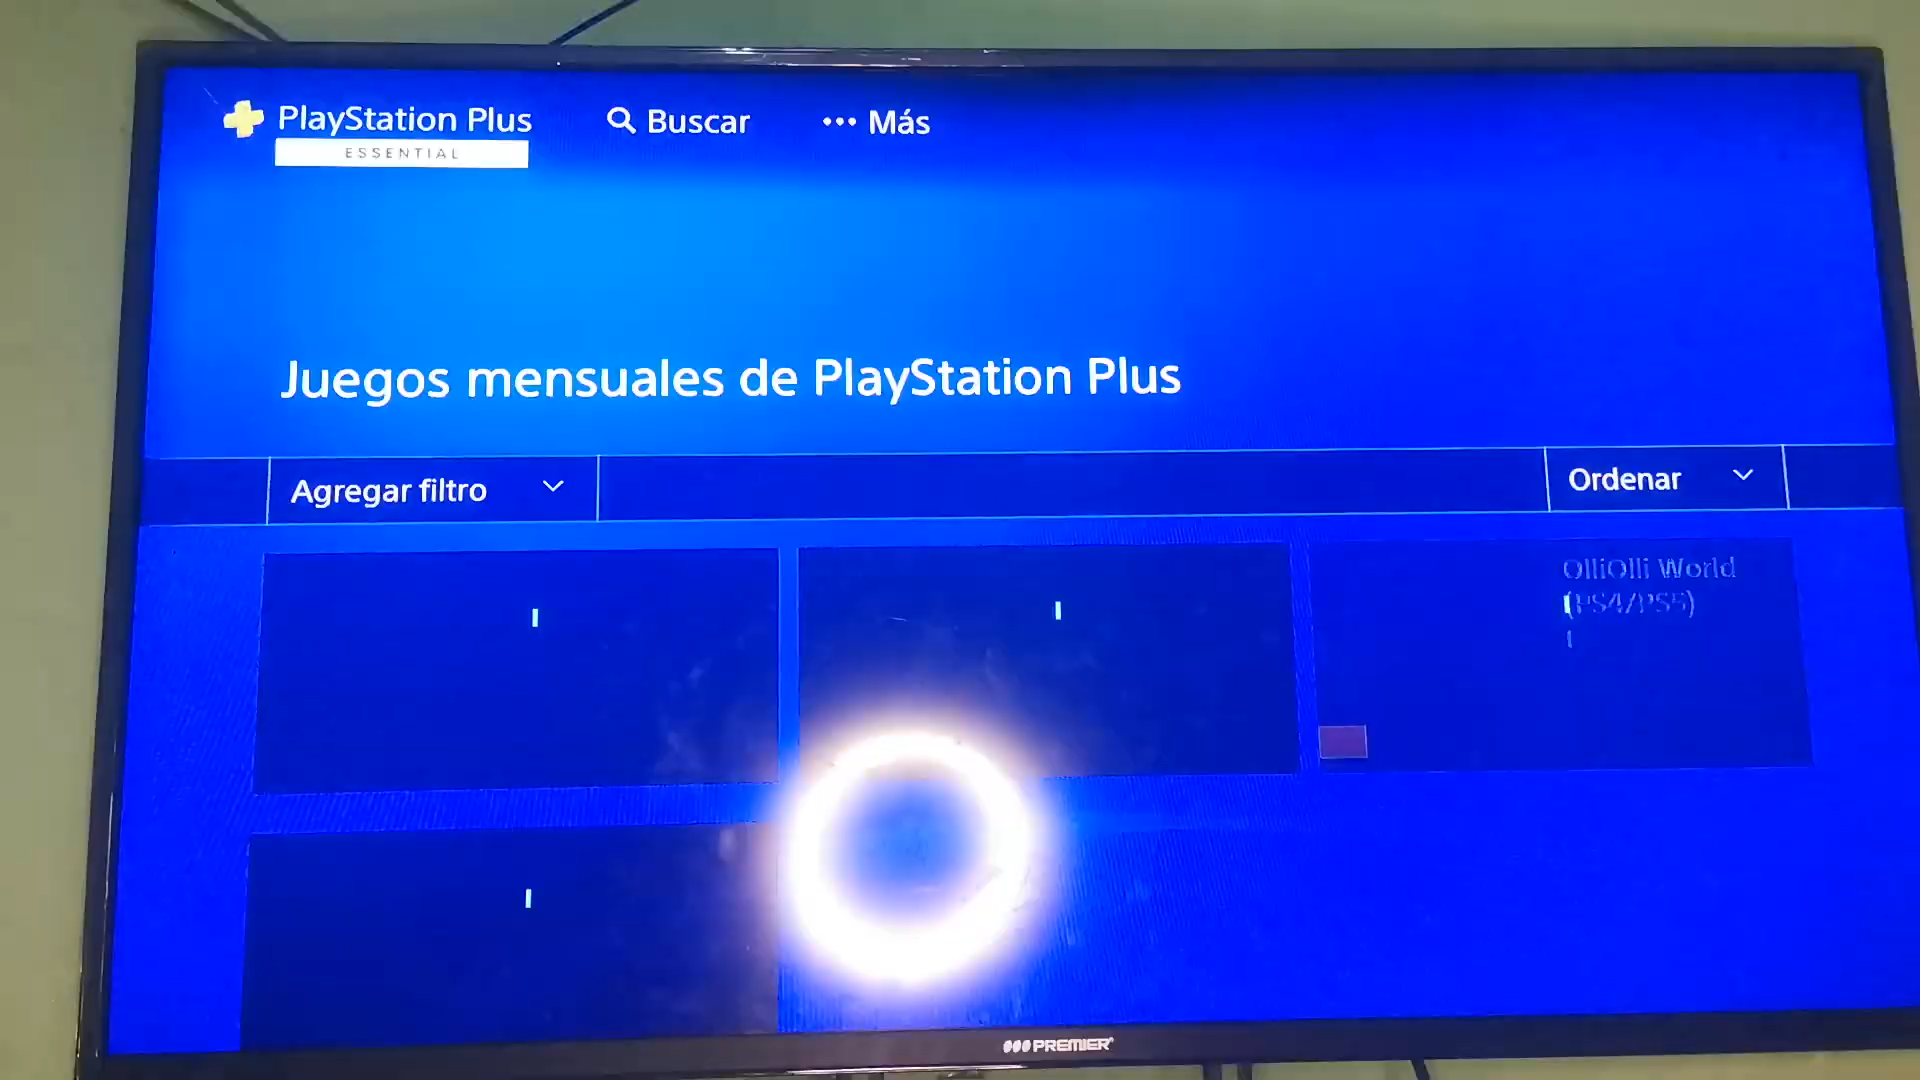 PlayStation Plus
ESSENTIAL
Buscar
Más
Juegos mensuales de PlayStation Plus
Agregar filtro
Ordenar
OlliOlli World
(PS4/PS5)
PREMIER